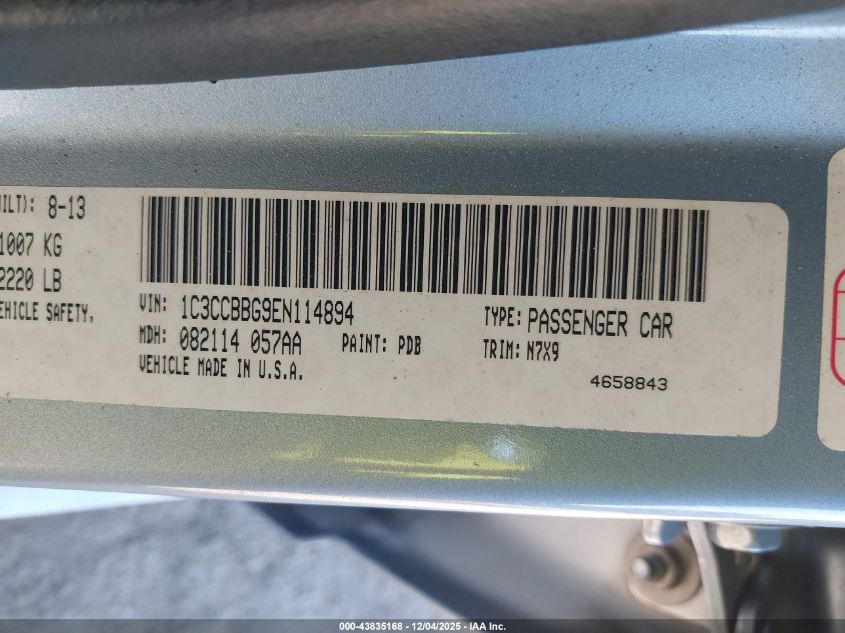 UILT): 8-13
1007 KG
2220 LB
EHICLE SAFETY,
VIN: 1C3CCBBG9EN114894
TYPE: PASSENGER CAR
MDH: 082114 057AA
PAINT: PDB
TRIM: N7X9
VEHICLE MADE IN U.S.A.
4658843
000-43835168 - 12/04/2025 - IAA Inc.